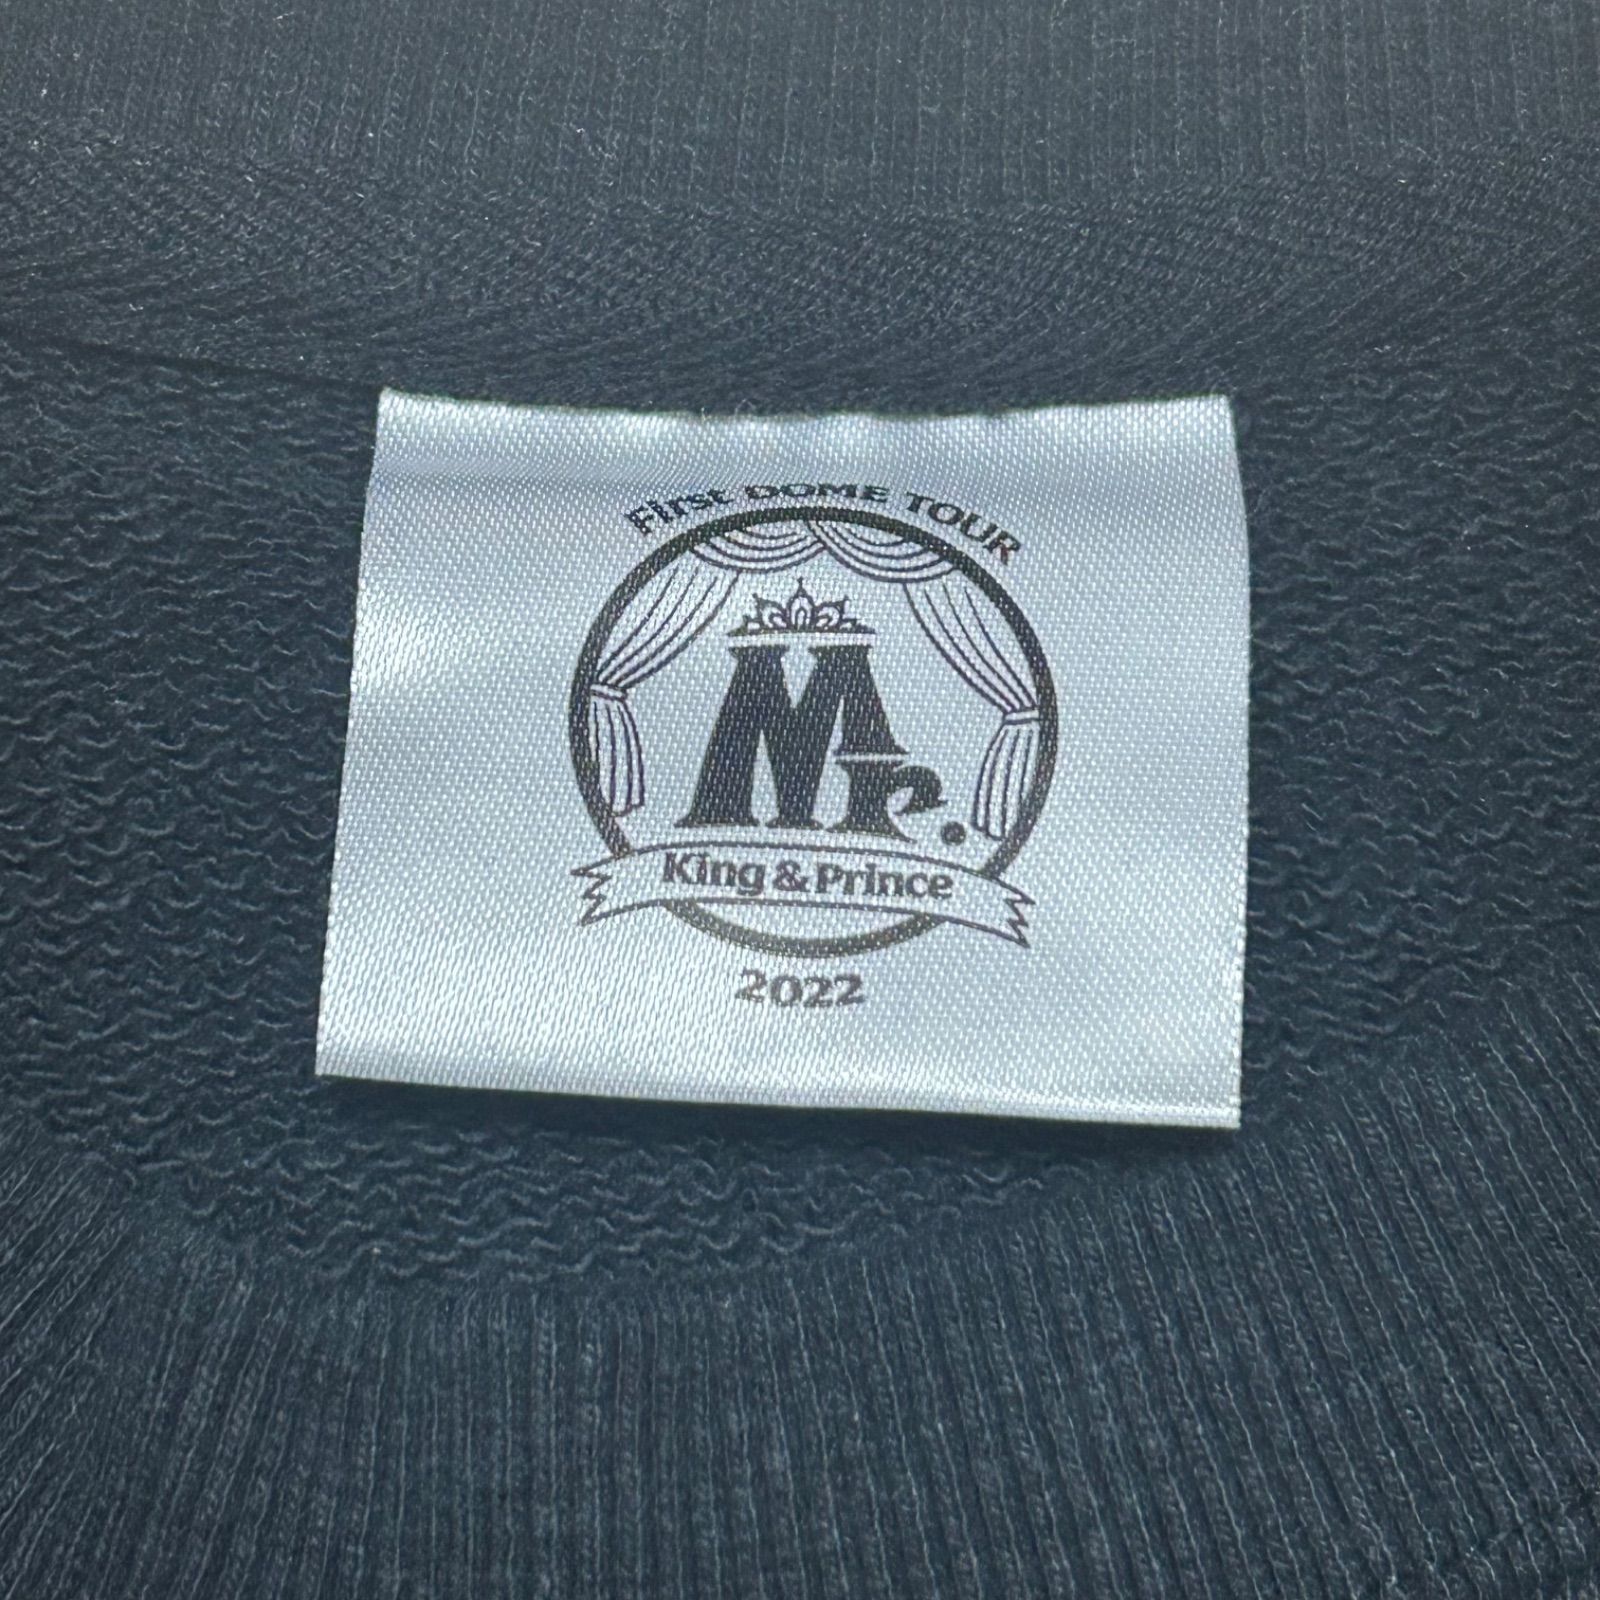 First DOME TOUR
Mr.
King & Prince
2022